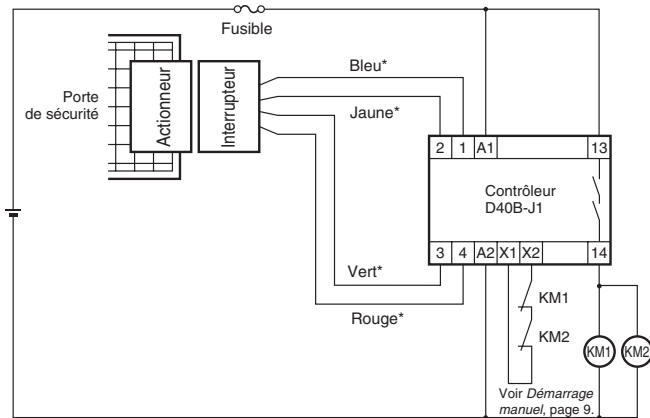 Fusible
Bleu*
Porte
de sécurité
Actionneur
Interrupteur
Jaune*
2 1 A1 13
Contrôleur
D40B-J1
3 4 A2 X1 X2 14
Vert*
Rouge*
KM1
KM2
KM1 KM2
Voir Démarrage
manuel, page 9.